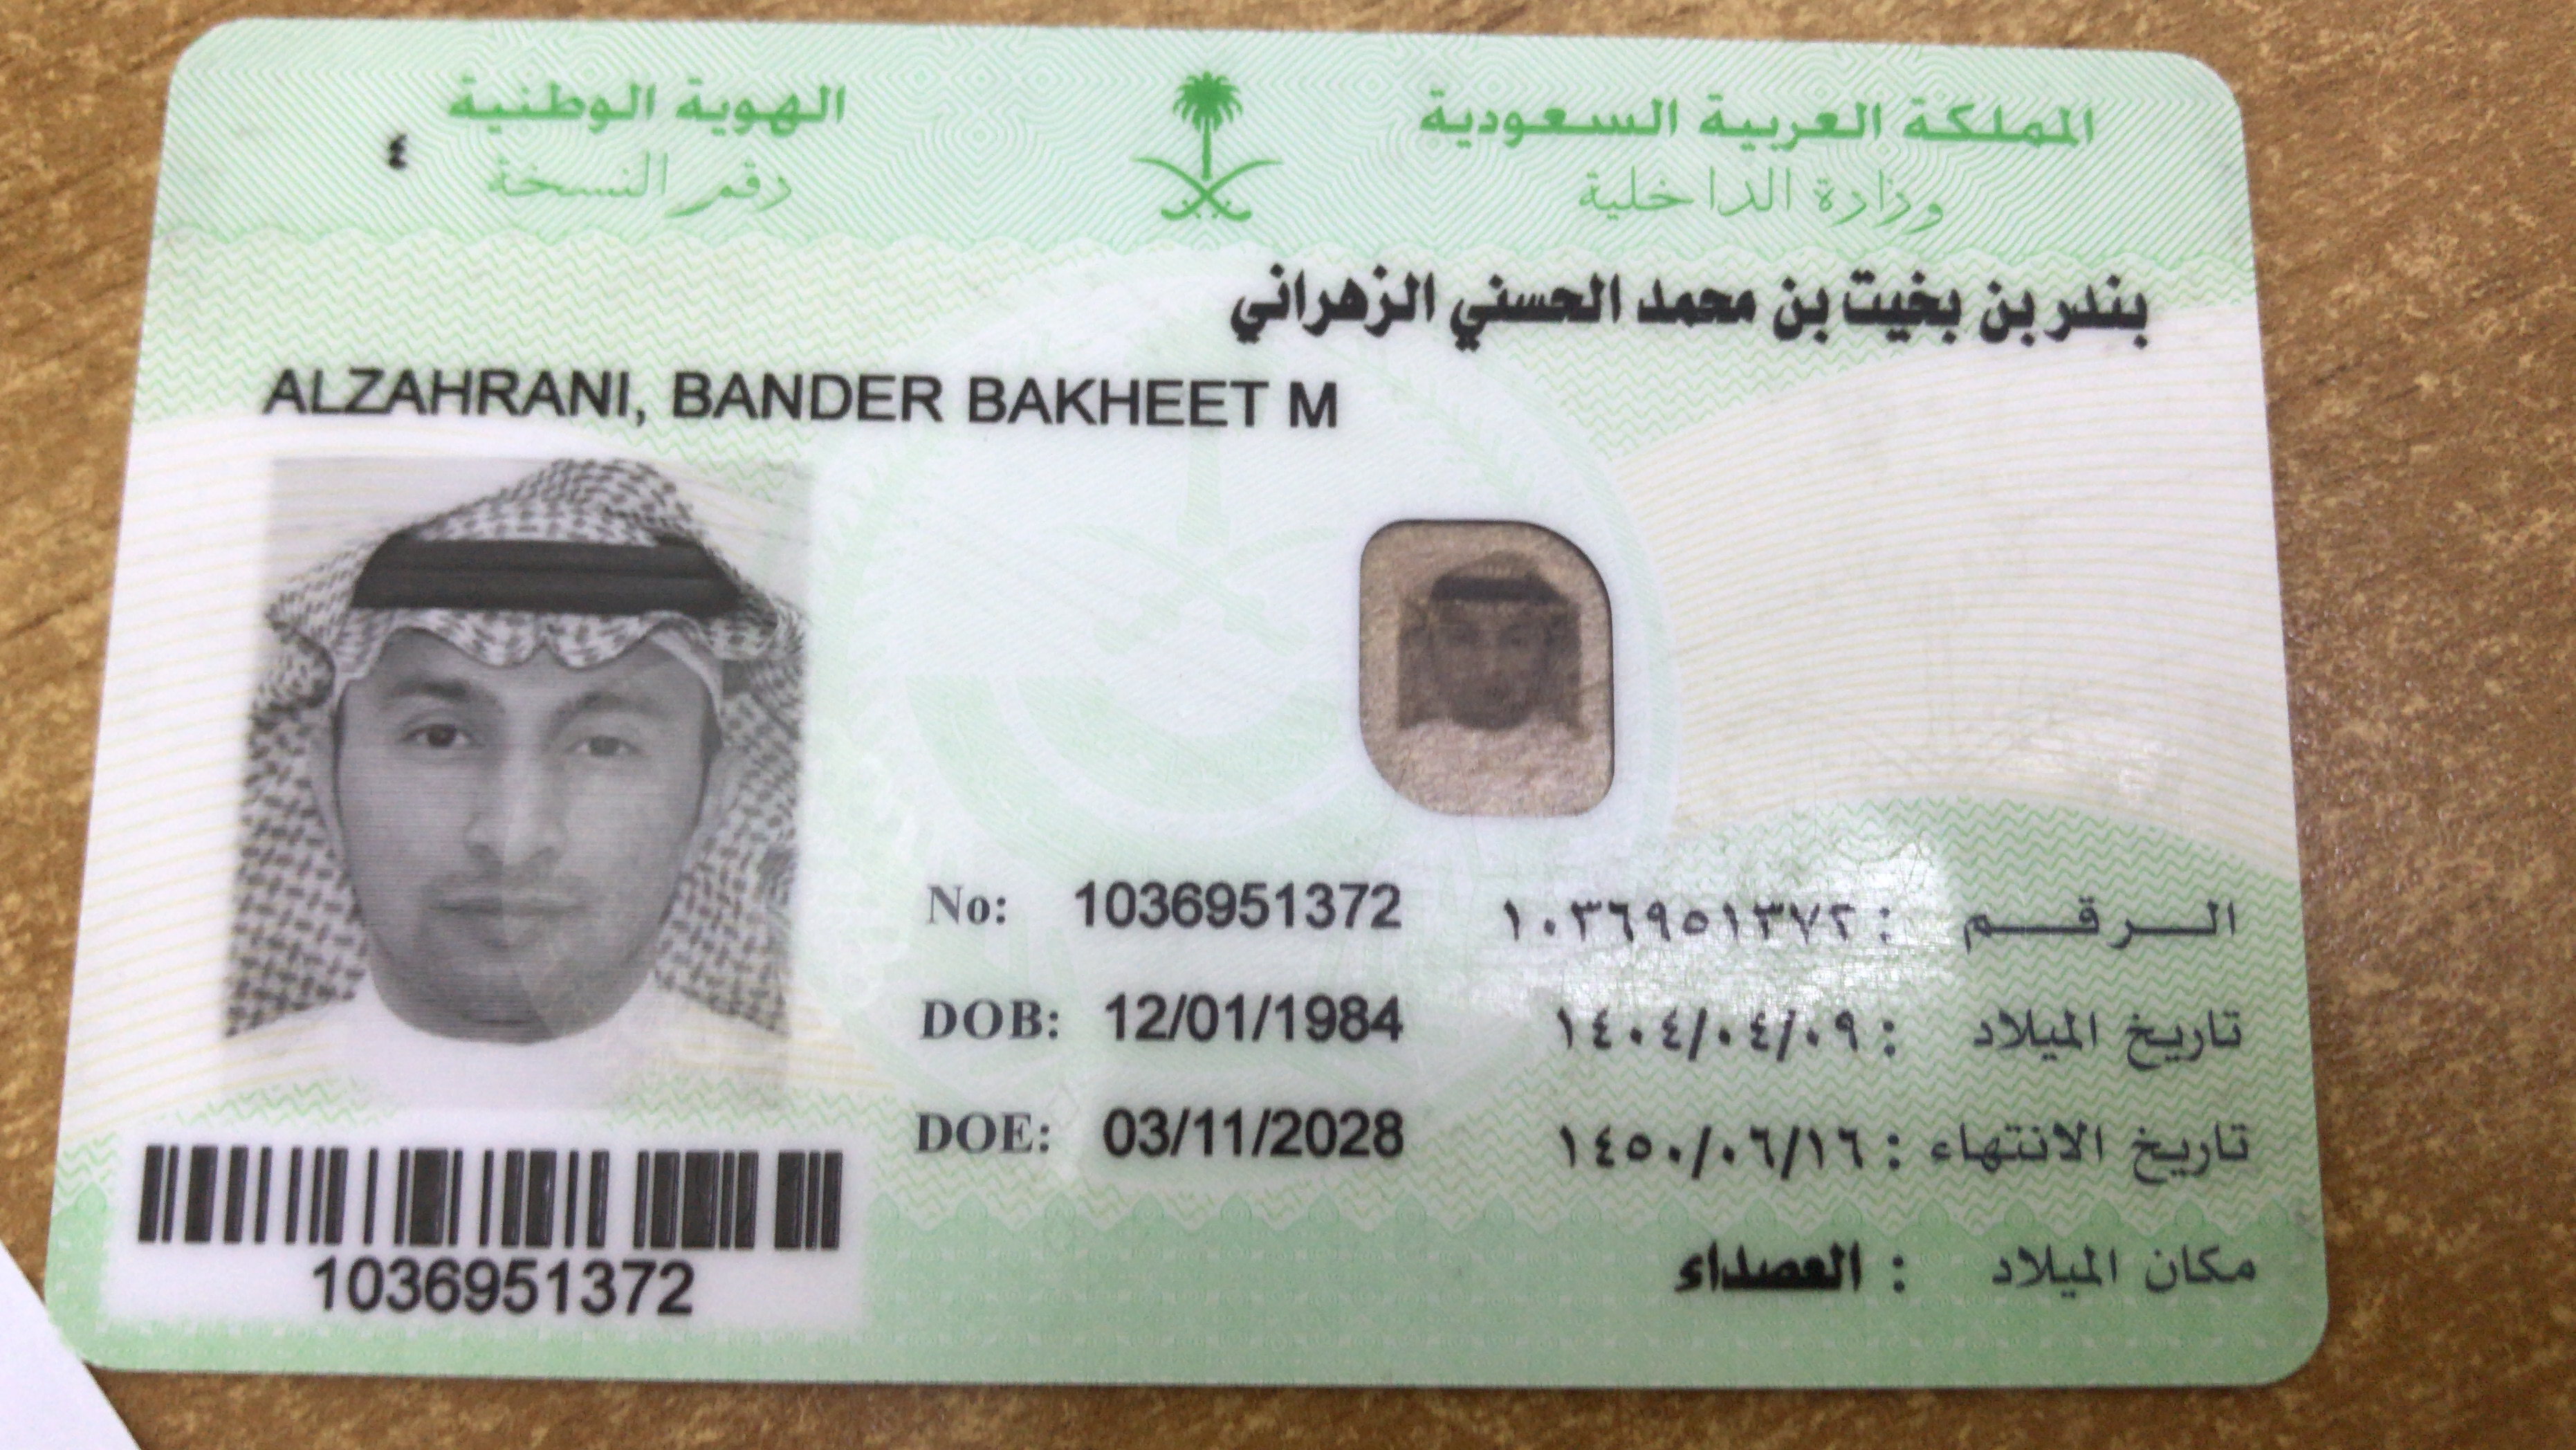 المملكة العربية السعودية
وزارة الداخلية
الهوية الوطنية
رقم النسخة ٤
بندر بن بخيت بن محمد الحسني الزهراني
ALZAHRANI, BANDER BAKHEET M
الرقم : ١٠٣٦٩٥١٣٧٢
No: 1036951372
تاريخ الميلاد : ١٤٠٤/٠٤/٠٩
DOB: 12/01/1984
تاريخ الانتهاء : ١٤٥٠/٠٦/١٦
DOE: 03/11/2028
مكان الميلاد : العصداء
1036951372